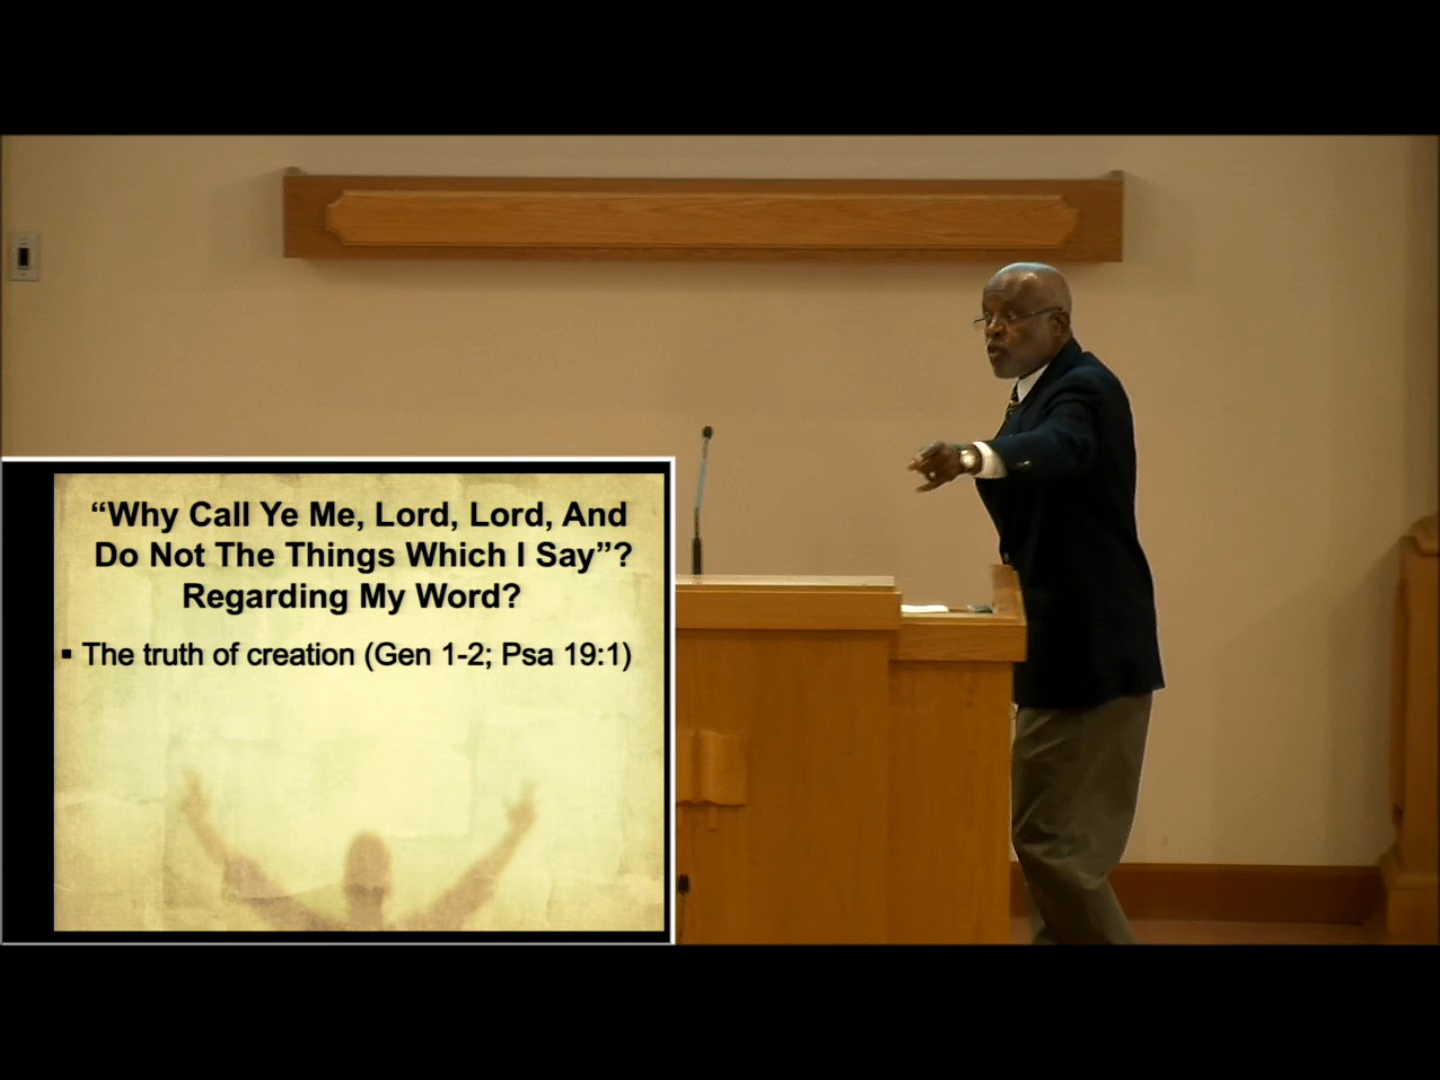 “Why Call Ye Me, Lord, Lord, And
Do Not The Things Which I Say”?
Regarding My Word?
▪ The truth of creation (Gen 1-2; Psa 19:1)